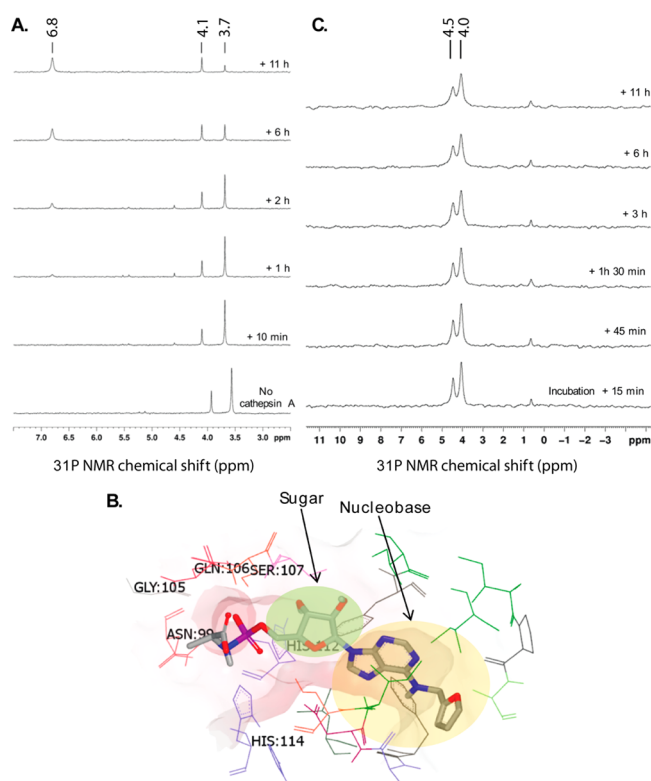 A.
6.8
4.1
3.7
+ 11 h
+ 6 h
+ 2 h
+ 1 h
+ 10 min
No
cathepsin A
7.5 7.0 6.5 6.0 5.5 5.0 4.5 4.0 3.5 3.0 ppm
31P NMR chemical shift (ppm)
C.
4.5
4.0
+ 11 h
+ 6 h
+ 3 h
+ 1h 30 min
+ 45 min
Incubation + 15 min
11 10 9 8 7 6 5 4 3 2 1 0 −1 −2 −3 ppm
31P NMR chemical shift (ppm)
B.
Sugar
Nucleobase
GLN:106 SER:107
GLY:105
ASN:99
HIS:114